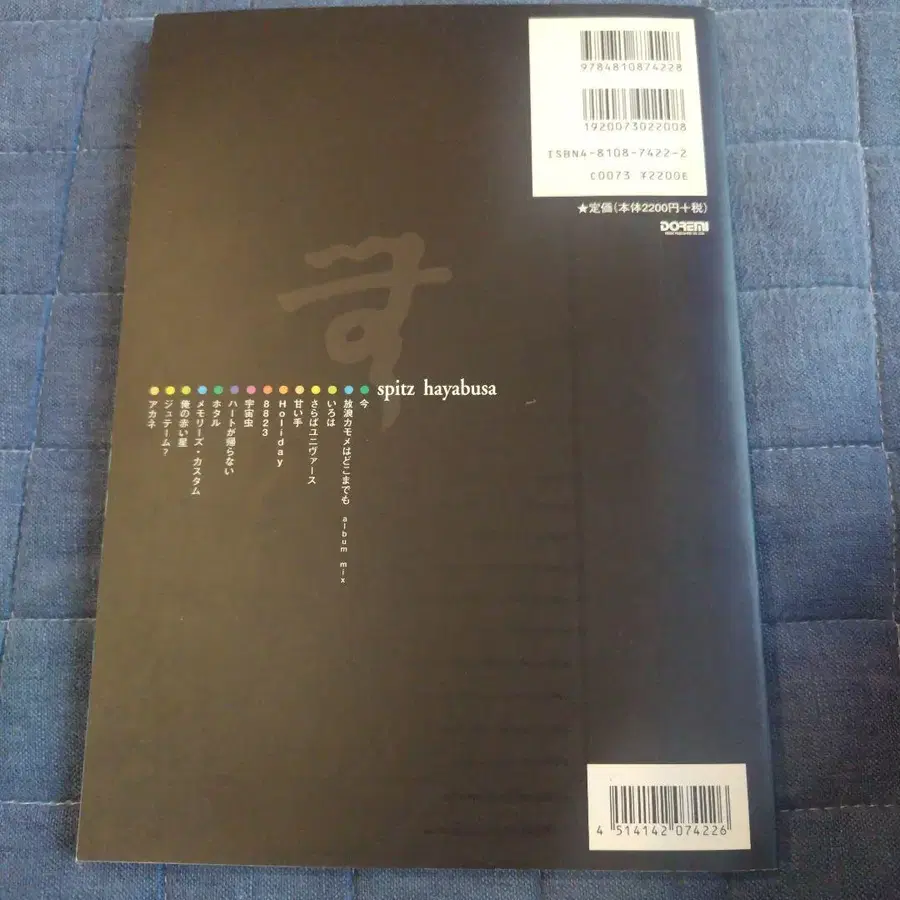 9784810874228
1920073022008
ISBN4-8108-7422-2
C0073 ¥2200E
★定価(本体2200円+税)
DOREMI
spitz hayabusa
今
放浪カモメはどこまでも album mix
いろは
さらばユニヴァース
甘い手
Holiday
8823
宇宙虫
ハートが帰らない
ホタル
メモリーズ・カスタム
俺の赤い星
ジュテーム?
アカネ
4 514142 074226